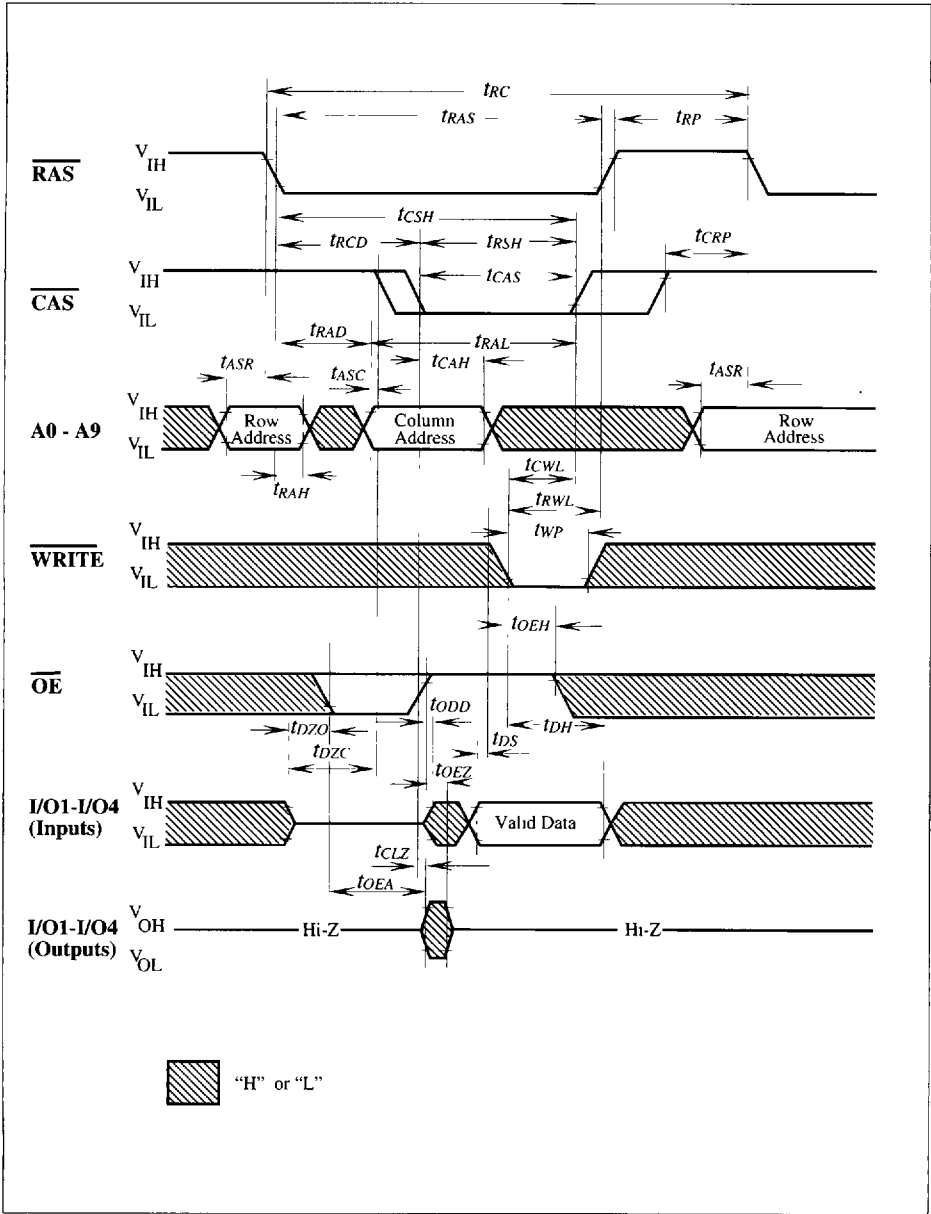 tRC
tRAS
tRP
RAS
VIH
VIL
tCSH
tRCD
tRSH
tCRP
tCAS
CAS
VIH
VIL
tRAD
tRAL
tCAH
tASR
tASC
tASR
A0 - A9
VIH
VIL
Row Address
Column Address
Row Address
tCWL
tRAH
tRWL
tWP
WRITE
VIH
VIL
tOEH
OE
VIH
VIL
tODD
tDZO
tDS
tDH
tDZC
tOEZ
I/O1-I/O4
(Inputs)
VIH
VIL
Valid Data
tCLZ
tOEA
I/O1-I/O4
(Outputs)
VOH
VOL
Hi-Z
Hi-Z
"H" or "L"